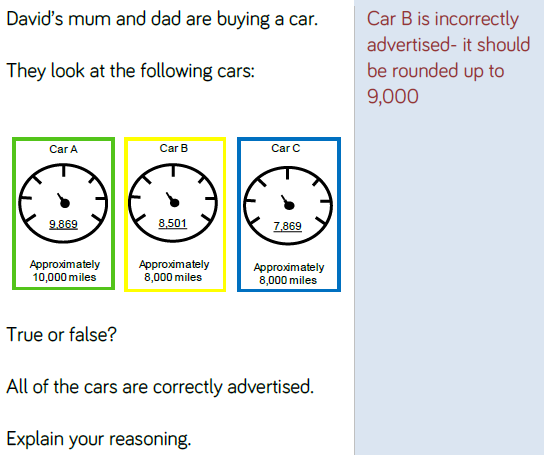 David's mum and dad are buying a car.
They look at the following cars:
Car A
9,869
Approximately
10,000 miles
Car B
8,501
Approximately
8,000 miles
Car C
7,869
Approximately
8,000 miles
True or false?
All of the cars are correctly advertised.
Explain your reasoning.
Car B is incorrectly
advertised- it should
be rounded up to
9,000